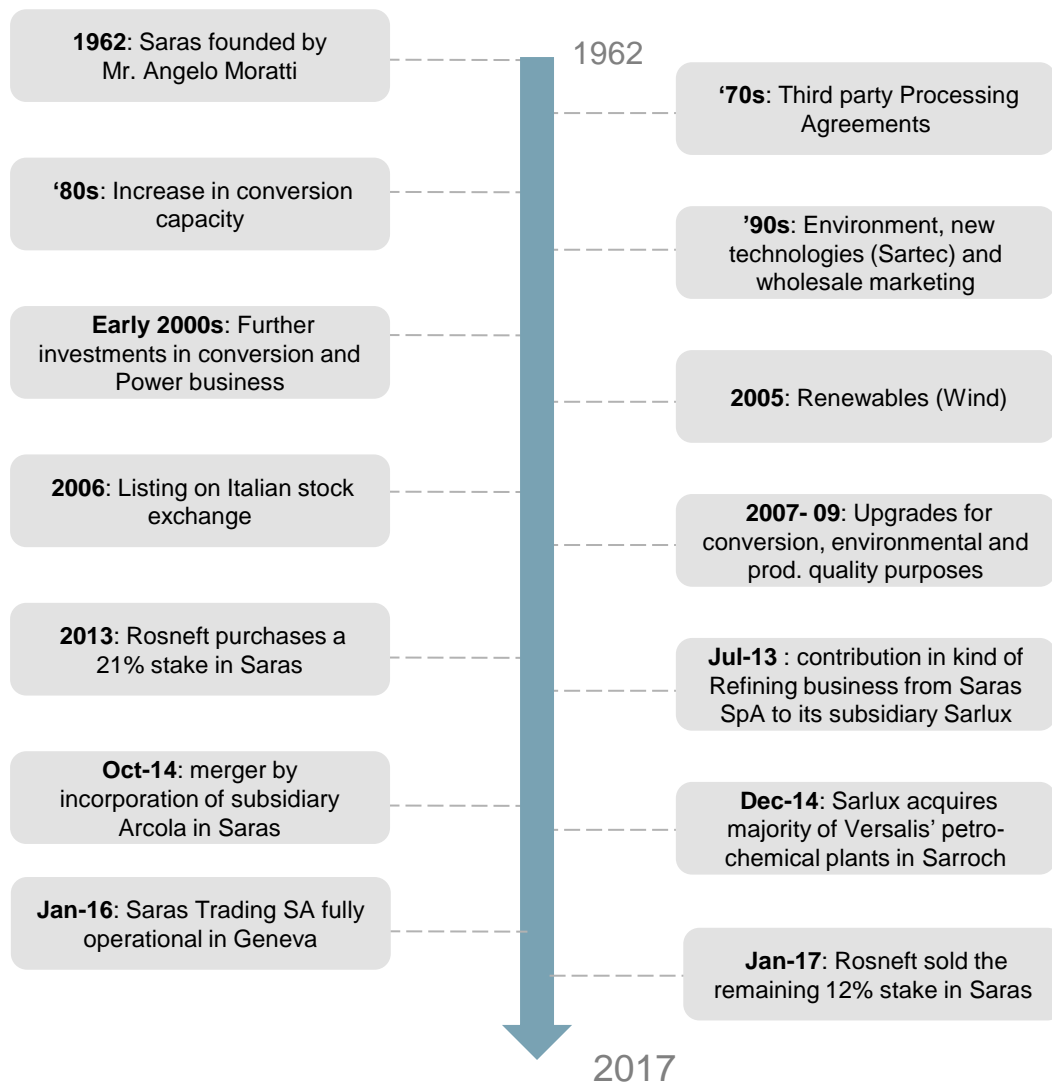 1962: Saras founded by
Mr. Angelo Moratti
1962
‘70s: Third party Processing
Agreements
‘80s: Increase in conversion
capacity
’90s: Environment, new
technologies (Sartec) and
wholesale marketing
Early 2000s: Further
investments in conversion and
Power business
2005: Renewables (Wind)
2006: Listing on Italian stock
exchange
2007- 09: Upgrades for
conversion, environmental and
prod. quality purposes
2013: Rosneft purchases a
21% stake in Saras
Jul-13 : contribution in kind of
Refining business from Saras
SpA to its subsidiary Sarlux
Oct-14: merger by
incorporation of subsidiary
Arcola in Saras
Dec-14: Sarlux acquires
majority of Versalis’ petro-
chemical plants in Sarroch
Jan-16: Saras Trading SA fully
operational in Geneva
Jan-17: Rosneft sold the
remaining 12% stake in Saras
2017